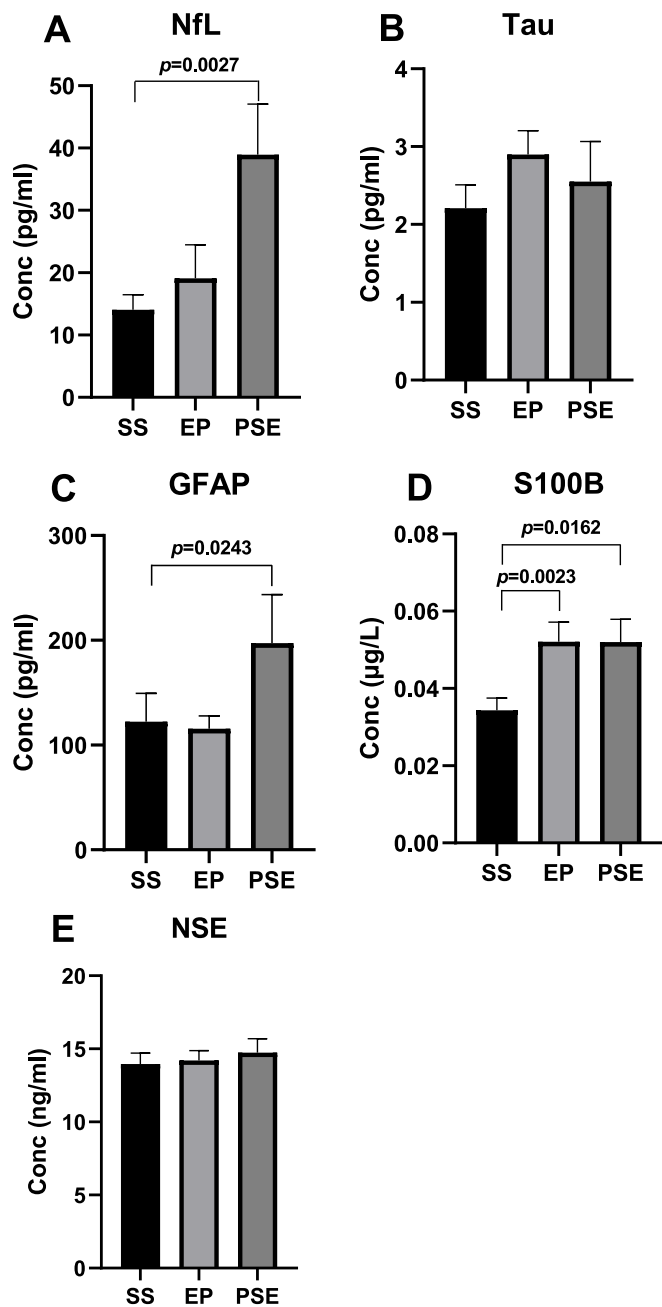 A
NfL
p=0.0027
50
40
30
20
10
0
Conc (pg/ml)
SS EP PSE
B
Tau
4
3
2
1
0
Conc (pg/ml)
SS EP PSE
C
GFAP
p=0.0243
300
200
100
0
Conc (pg/ml)
SS EP PSE
D
S100B
p=0.0162
p=0.0023
0.08
0.06
0.04
0.02
0.00
Conc (µg/L)
SS EP PSE
E
NSE
20
15
10
5
0
Conc (ng/ml)
SS EP PSE